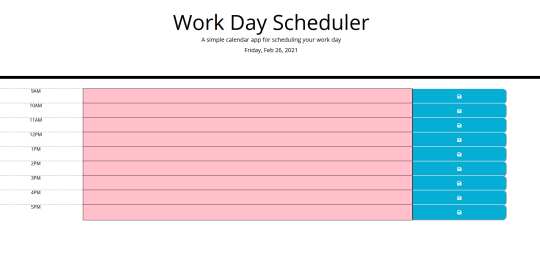 Work Day Scheduler
A simple calendar app for scheduling your work day
Friday, Feb 26, 2021
9AM
10AM
11AM
12PM
1PM
2PM
3PM
4PM
5PM